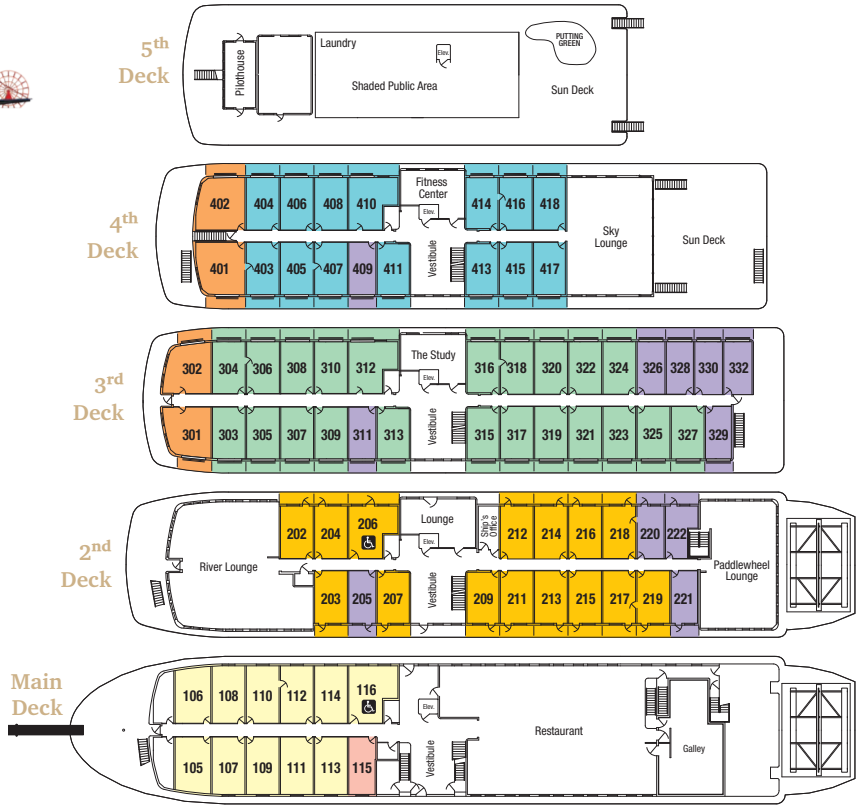 5th
Deck
Pilothouse
Laundry
Elev.
Shaded Public Area
PUTTING
GREEN
Sun Deck
4th
Deck
402 404 406 408 410
Fitness
Center
Elev.
414 416 418
401 403 405 407 409 411
Vestibule
413 415 417
Sky
Lounge
Sun Deck
3rd
Deck
302 304 306 308 310 312
The Study
Elev.
316 318 320 322 324 326 328 330 332
301 303 305 307 309 311 313
Vestibule
315 317 319 321 323 325 327 329
2nd
Deck
River Lounge
202 204 206
Lounge
Elev.
Ship's
Office
212 214 216 218 220 222
203 205 207
Vestibule
209 211 213 215 217 219 221
Paddlewheel
Lounge
Main
Deck
106 108 110 112 114 116
Elev.
105 107 109 111 113 115
Vestibule
Restaurant
Galley